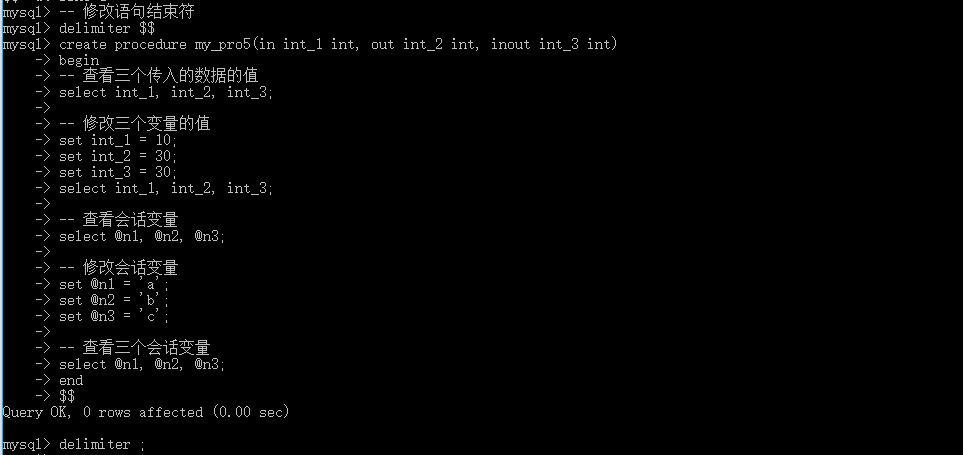 mysql> -- 修改语句结束符
mysql> delimiter $$
mysql> create procedure my_pro5(in int_1 int, out int_2 int, inout int_3 int)
    -> begin
    -> -- 查看三个传入的数据的值
    -> select int_1, int_2, int_3;
    ->
    -> -- 修改三个变量的值
    -> set int_1 = 10;
    -> set int_2 = 30;
    -> set int_3 = 30;
    -> select int_1, int_2, int_3;
    ->
    -> -- 查看会话变量
    -> select @n1, @n2, @n3;
    ->
    -> -- 修改会话变量
    -> set @n1 = 'a';
    -> set @n2 = 'b';
    -> set @n3 = 'c';
    ->
    -> -- 查看三个会话变量
    -> select @n1, @n2, @n3;
    -> end
    -> $$
Query OK, 0 rows affected (0.00 sec)
mysql> delimiter ;